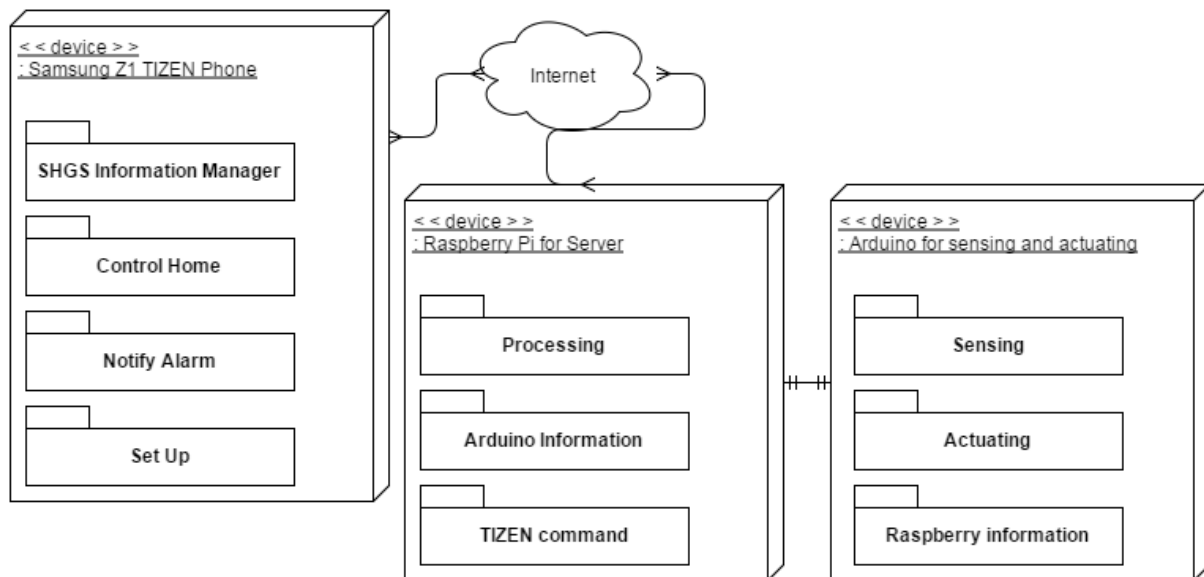 < < device > >
: Samsung Z1 TIZEN Phone
SHGS Information Manager
Control Home
Notify Alarm
Set Up
Internet
< < device > >
: Raspberry Pi for Server
Processing
Arduino Information
TIZEN command
< < device > >
: Arduino for sensing and actuating
Sensing
Actuating
Raspberry information